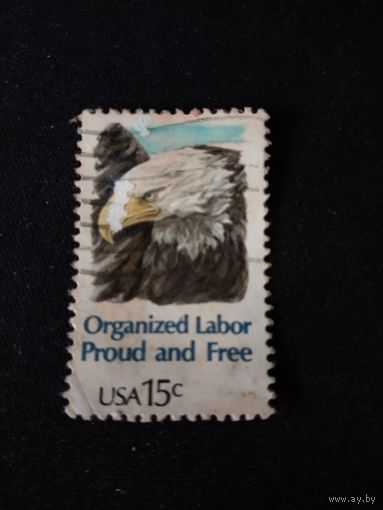 Organized Labor
Proud and Free
USA 15c
www.ay.by